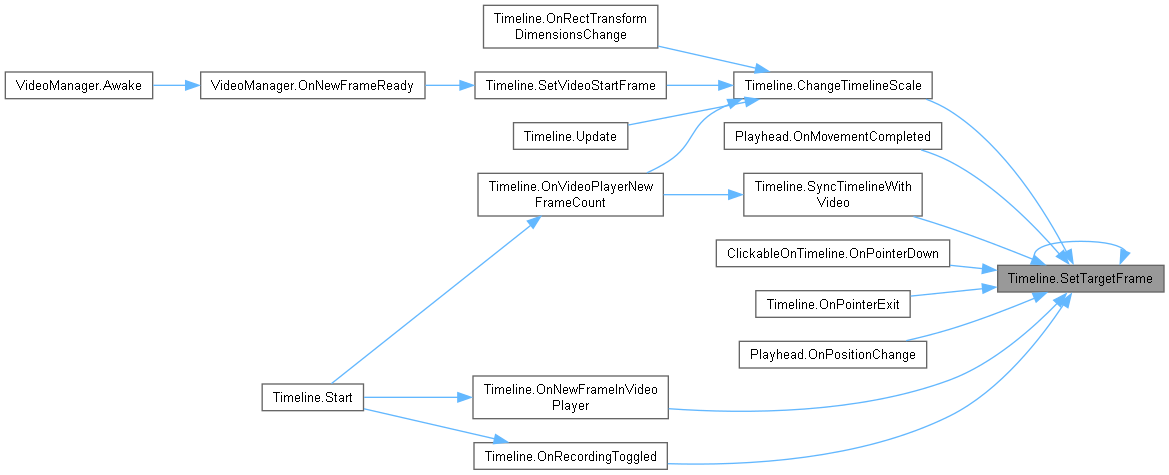 Timeline.OnRectTransform
DimensionsChange
VideoManager.Awake
VideoManager.OnNewFrameReady
Timeline.SetVideoStartFrame
Timeline.ChangeTimelineScale
Timeline.Update
Playhead.OnMovementCompleted
Timeline.OnVideoPlayerNew
FrameCount
Timeline.SyncTimelineWith
Video
ClickableOnTimeline.OnPointerDown
Timeline.SetTargetFrame
Timeline.OnPointerExit
Playhead.OnPositionChange
Timeline.Start
Timeline.OnNewFrameInVideo
Player
Timeline.OnRecordingToggled